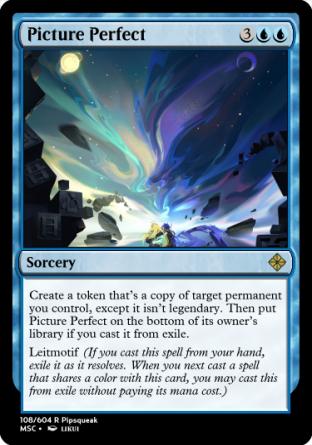 Picture Perfect 3UU
Sorcery
Create a token that's a copy of target permanent
you control, except it isn't legendary. Then put
Picture Perfect on the bottom of its owner's
library if you cast it from exile.
Leitmotif (If you cast this spell from your hand,
exile it as it resolves. When you next cast a spell
that shares a color with this card, you may cast this
from exile without paying its mana cost.)
108/604 R Pipsqueak
MSC • LIKUI